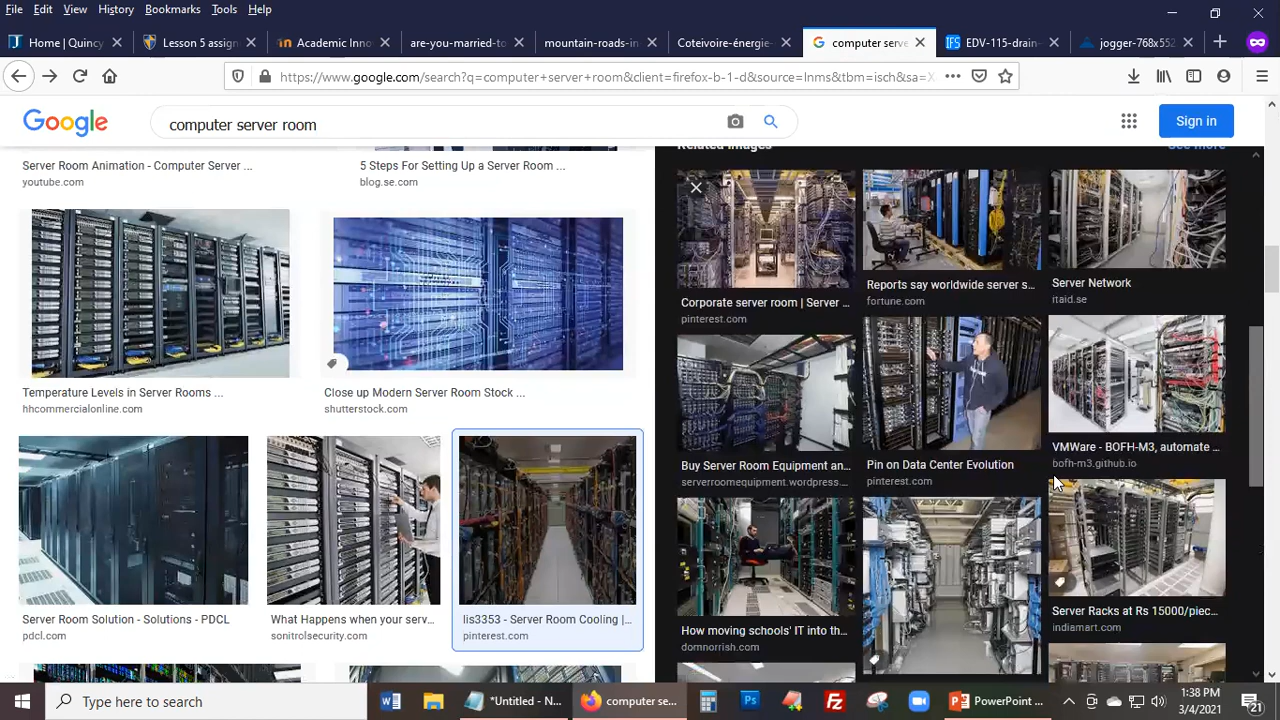 File Edit View History Bookmarks Tools Help
Home | Quincy
Lesson 5 assign
Academic Innov
are-you-married-to
mountain-roads-in
Coteivoire-énergie-
computer serve
IFS EDV-115-drain-
jogger-768x552
https://www.google.com/search?q=computer+server+room&client=firefox-b-1-d&source=lnms&tbm=isch&sa=X
Google
computer server room
Sign in
Related images
See more
Server Room Animation - Computer Server ...
youtube.com
5 Steps For Setting Up a Server Room ...
blog.se.com
Temperature Levels in Server Rooms ...
hhcommercialonline.com
Close up Modern Server Room Stock ...
shutterstock.com
Server Room Solution - Solutions - PDCL
pdcl.com
What Happens when your serv...
sonitrolsecurity.com
lis3353 - Server Room Cooling |...
pinterest.com
Corporate server room | Server ...
pinterest.com
Reports say worldwide server s...
fortune.com
Server Network
rtaid.se
Buy Server Room Equipment an...
serverroomequipment.wordpress...
Pin on Data Center Evolution
pinterest.com
VMWare - BOFH-M3, automate ...
bofh-m3.github.io
How moving schools' IT into th...
domnorrish.com
Server Racks at Rs 15000/piec...
indiamart.com
Type here to search
*Untitled - N...
computer se...
PowerPoint ...
1:38 PM
3/4/2021
21